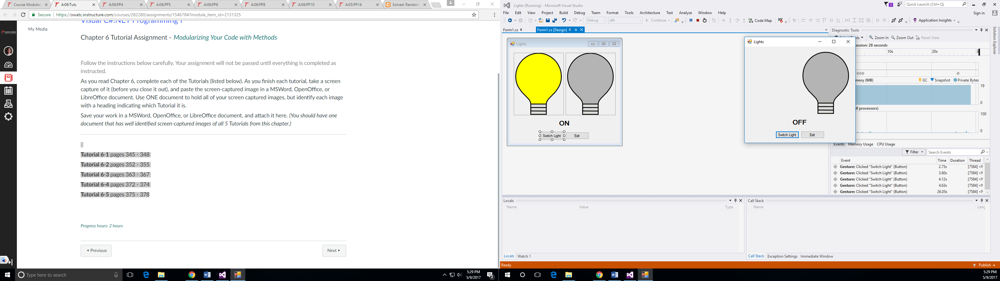 Course Modules:
A:06:Tuts
A:06:PP4
A:06:PP5
A:06:PP6
A:06:PP8
A:06:PP10
A:05:PP14
Solved: Random
Secure
https://owatc.instructure.com/courses/282280/assignments/1546784?module_item_id=2131325
My Media
Visual C#.NET Programming I
Chapter 6 Tutorial Assignment - Modularizing Your Code with Methods
Follow the instructions below carefully. Your assignment will not be passed until everything is completed as
instructed.
As you read Chapter 6, complete each of the Tutorials (listed below). As you finish each tutorial, take a screen
capture of it (before you close it out), and paste the screen-captured image in a MSWord, OpenOffice, or
LibreOffice document. Use ONE document to hold all of your screen captured images, but identify each image
with a heading indicating which Tutorial it is.
Save your work in a MSWord, OpenOffice, or LibreOffice document, and attach it here. (You should have one
document that has well identified screen-captured images of all 5 Tutorials from this chapter.)
Tutorial 6-1 pages 345 - 348
Tutorial 6-2 pages 352 - 355
Tutorial 6-3 pages 363 - 367
Tutorial 6-4 pages 372 - 374
Tutorial 6-5 pages 375 - 378
Progress hours: 2 hours
Previous
Next
Type here to search
5:29 PM
5/9/2017
2
Lights (Running) - Microsoft Visual Studio
1
Quick Launch (Ctrl+Q)
File Edit View Project Build Debug Team Format Tools Architecture Test Analyze Window Help
Sign in
Debug x86 Continue Code Map Application Insights
Form1.cs
Form1.cs [Design]
Lights
ON
Switch Light
Exit
Lights
OFF
Switch Light
Exit
Diagnostic Tools
Zoom In Zoom Out Reset View
session: 28 seconds
10s 20s
GC Snapshot Private Bytes
19
0
100
0
Events Memory Usage CPU Usage
Filter Search Events
Event Time Duration Thread
Gesture: Clicked "Switch Light" (Button) 2.73s [7584]
Gesture: Clicked "Switch Light" (Button) 3.60s [7584]
Gesture: Clicked "Switch Light" (Button) 4.12s [7584]
Gesture: Clicked "Switch Light" (Button) 4.63s [7584]
Gesture: Clicked "Switch Light" (Button) 26.05s [7584]
Solution Explorer
Locals
Name Value Type
Locals Watch 1
Call Stack
Name Lang
Call Stack Exception Settings Immediate Window
Ready
Publish
5:29 PM
5/9/2017